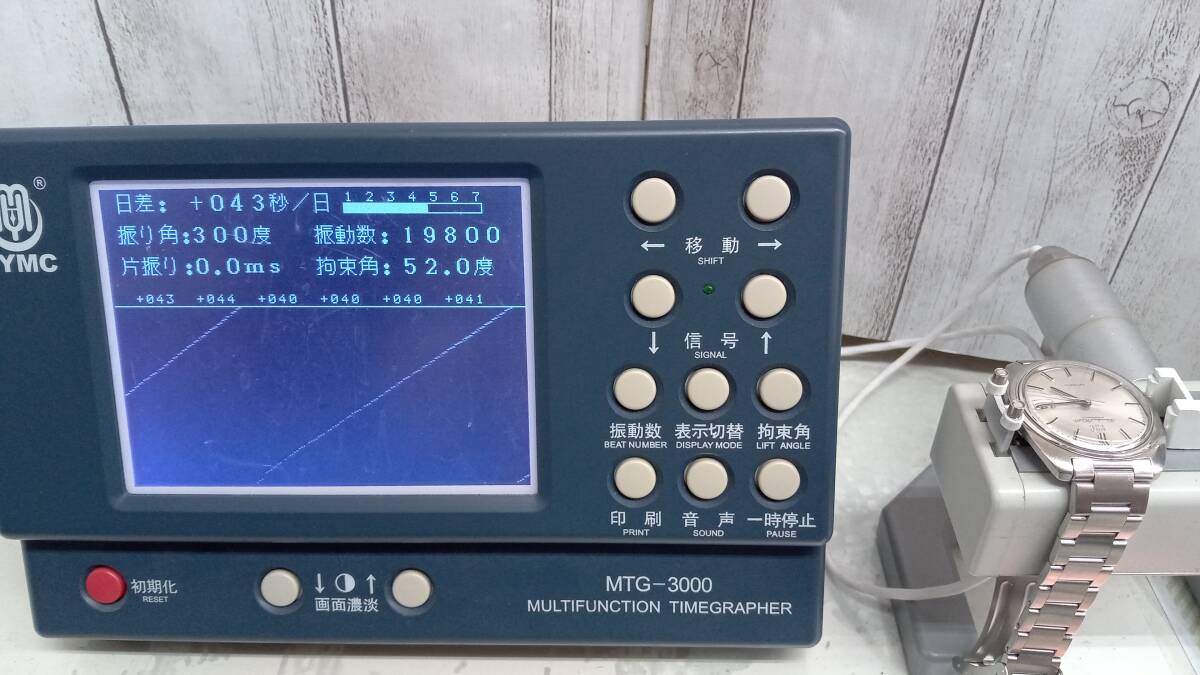 ®
YMC
日差: +043秒/日 1 2 3 4 5 6 7
振り角:300度 振動数:19800
片振り:0.0ms 拘束角:52.0度
+043 +044 +040 +040 +040 +041
← 移動 →
SHIFT
↓ 信号 ↑
SIGNAL
振動数 表示切替 拘束角
BEAT NUMBER DISPLAY MODE LIFT ANGLE
印刷 音声 一時停止
PRINT SOUND PAUSE
初期化
RESET
↓ ↑
画面濃淡
MTG-3000
MULTIFUNCTION TIMEGRAPHER